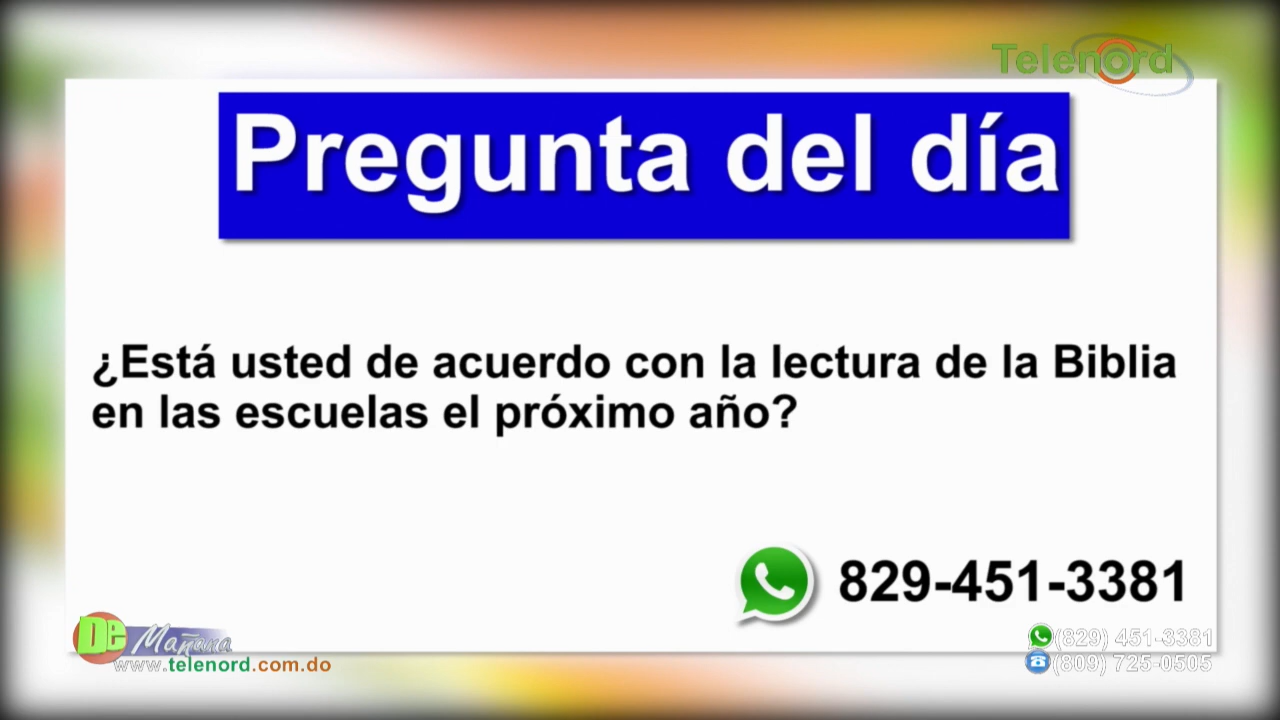 Telenord
Pregunta del día
¿Está usted de acuerdo con la lectura de la Biblia
en las escuelas el próximo año?
829-451-3381
De Mañana
www.telenord.com.do
(829) 451-3381
(809) 725-0505